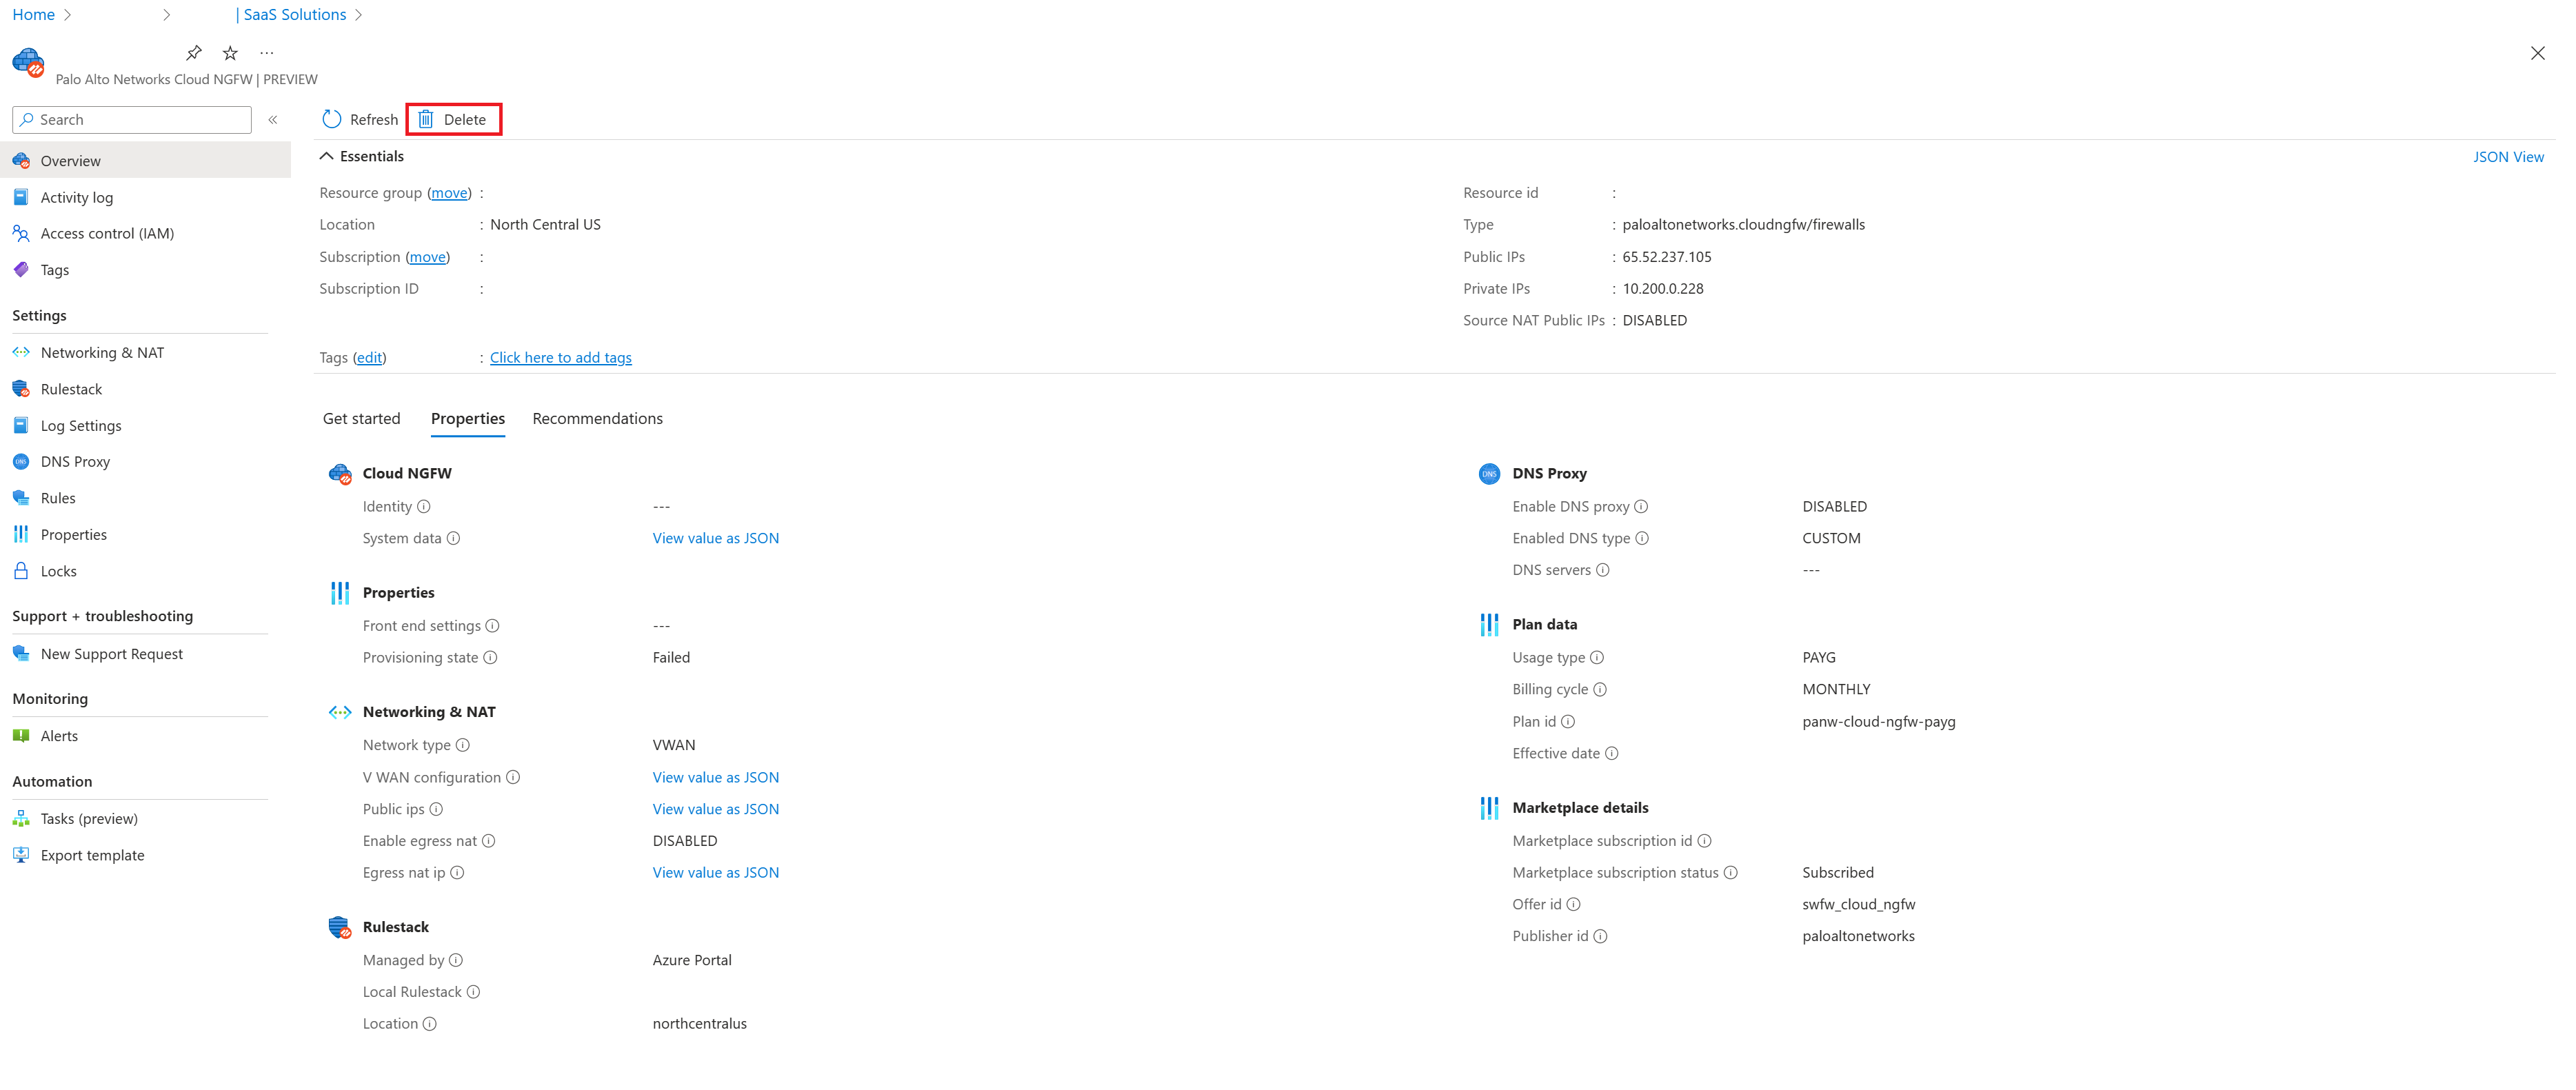 Home > > | SaaS Solutions >
...
Palo Alto Networks Cloud NGFW | PREVIEW
Search «
Refresh Delete
Overview
Activity log
Access control (IAM)
Tags
Settings
Networking & NAT
Rulestack
Log Settings
DNS Proxy
Rules
Properties
Locks
Support + troubleshooting
New Support Request
Monitoring
Alerts
Automation
Tasks (preview)
Export template
Essentials
JSON View
Resource group (move) :
Location : North Central US
Subscription (move) :
Subscription ID :
Resource id :
Type : paloaltonetworks.cloudngfw/firewalls
Public IPs : 65.52.237.105
Private IPs : 10.200.0.228
Source NAT Public IPs : DISABLED
Tags (edit) : Click here to add tags
Get started Properties Recommendations
Cloud NGFW
Identity ---
System data View value as JSON
Properties
Front end settings ---
Provisioning state Failed
Networking & NAT
Network type VWAN
V WAN configuration View value as JSON
Public ips View value as JSON
Enable egress nat DISABLED
Egress nat ip View value as JSON
Rulestack
Managed by Azure Portal
Local Rulestack
Location northcentralus
DNS Proxy
DNS
Enable DNS proxy DISABLED
Enabled DNS type CUSTOM
DNS servers ---
Plan data
Usage type PAYG
Billing cycle MONTHLY
Plan id panw-cloud-ngfw-payg
Effective date
Marketplace details
Marketplace subscription id
Marketplace subscription status Subscribed
Offer id swfw_cloud_ngfw
Publisher id paloaltonetworks